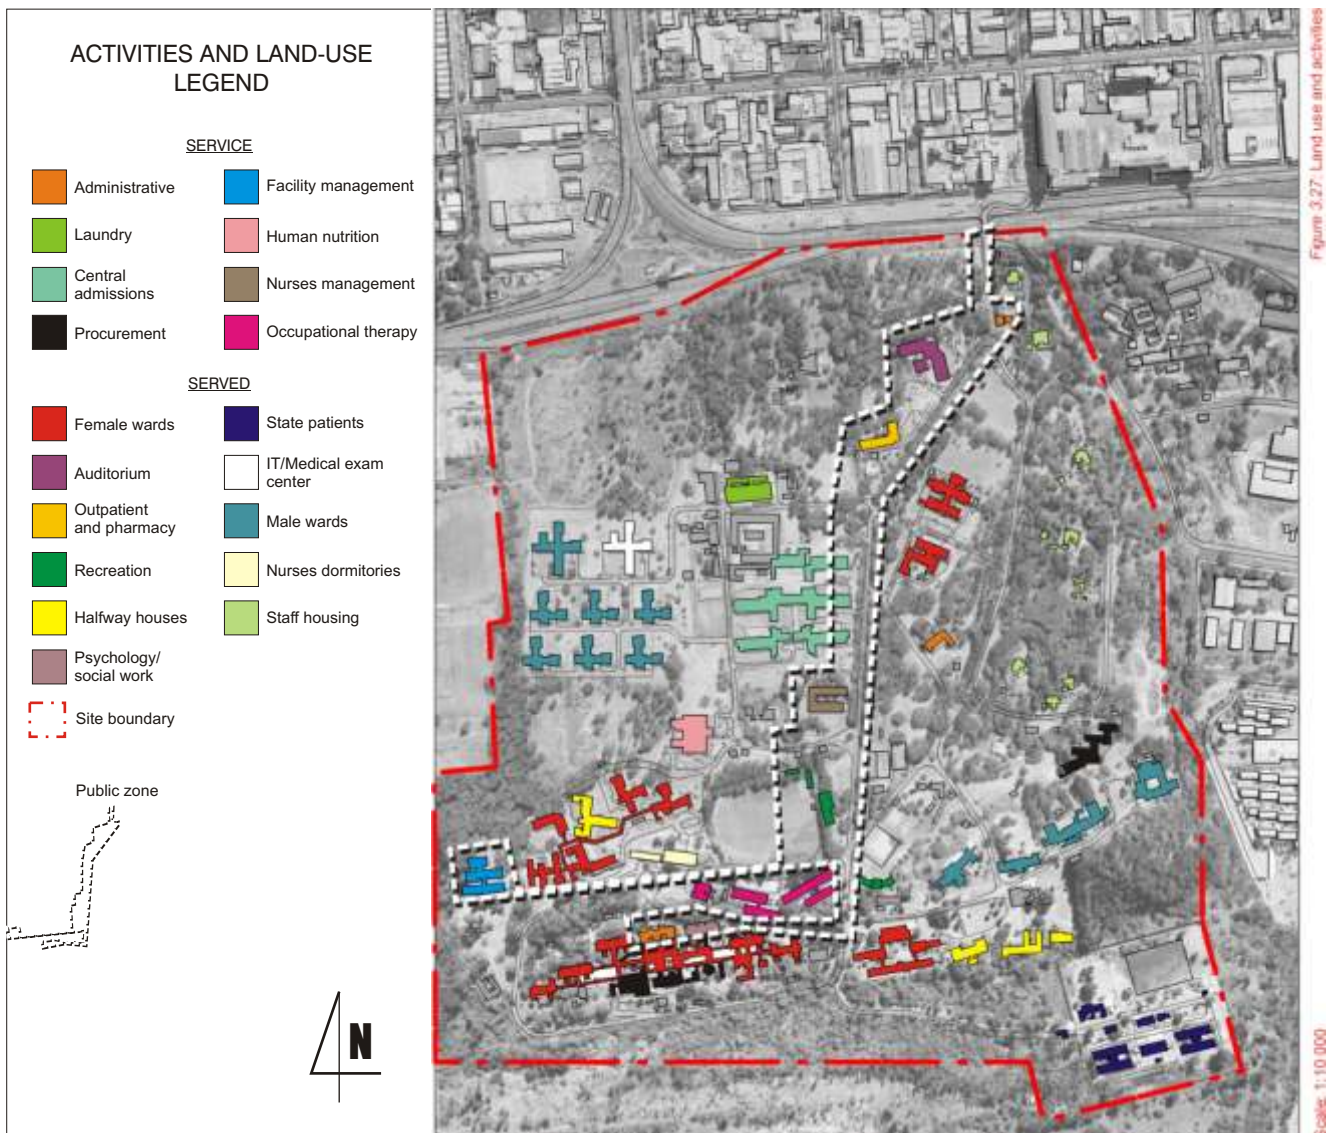 ACTIVITIES AND LAND-USE
LEGEND
SERVICE
Administrative
Facility management
Laundry
Human nutrition
Central
admissions
Nurses management
Procurement
Occupational therapy
SERVED
Female wards
State patients
Auditorium
IT/Medical exam
center
Outpatient
and pharmacy
Male wards
Recreation
Nurses dormitories
Halfway houses
Staff housing
Psychology/
social work
Site boundary
Public zone
N
Figure 3.27: Land use and activities
Scale: 1:10 000